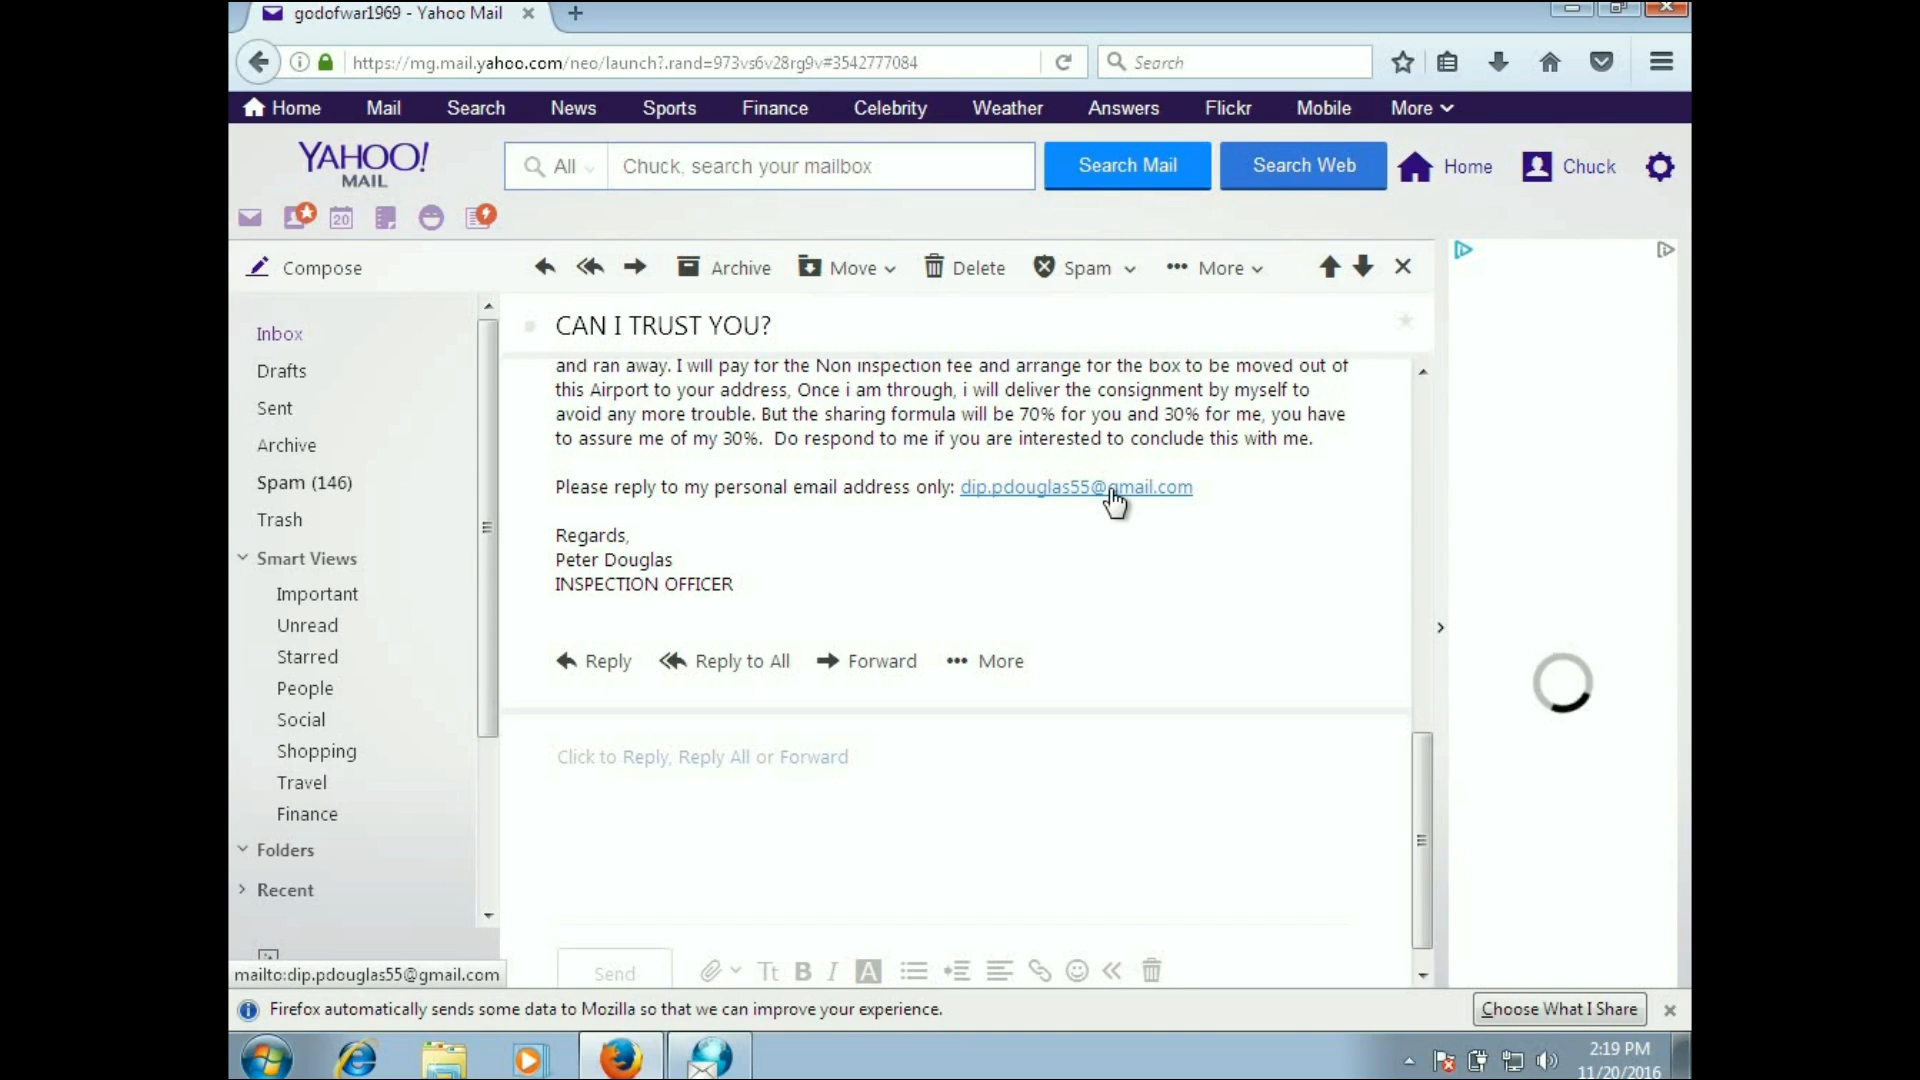 godofwar1969 - Yahoo Mail
https://mg.mail.yahoo.com/neo/launch?.rand=973vs6v28rg9v#3542777084
Search
Home Mail Search News Sports Finance Celebrity Weather Answers Flickr Mobile More
YAHOO!
MAIL
All Chuck, search your mailbox Search Mail Search Web Home Chuck
20
Compose
Archive Move Delete Spam More
Inbox
Drafts
Sent
Archive
Spam (146)
Trash
Smart Views
Important
Unread
Starred
People
Social
Shopping
Travel
Finance
Folders
Recent
CAN I TRUST YOU?
and ran away. I will pay for the Non inspection fee and arrange for the box to be moved out of
this Airport to your address, Once i am through, i will deliver the consignment by myself to
avoid any more trouble. But the sharing formula will be 70% for you and 30% for me, you have
to assure me of my 30%.  Do respond to me if you are interested to conclude this with me.
Please reply to my personal email address only: dip.pdouglas55@gmail.com
Regards,
Peter Douglas
INSPECTION OFFICER
Reply Reply to All Forward More
Click to Reply, Reply All or Forward
Send Tt B I A
mailto:dip.pdouglas55@gmail.com
Firefox automatically sends some data to Mozilla so that we can improve your experience. Choose What I Share
2:19 PM
11/20/2016